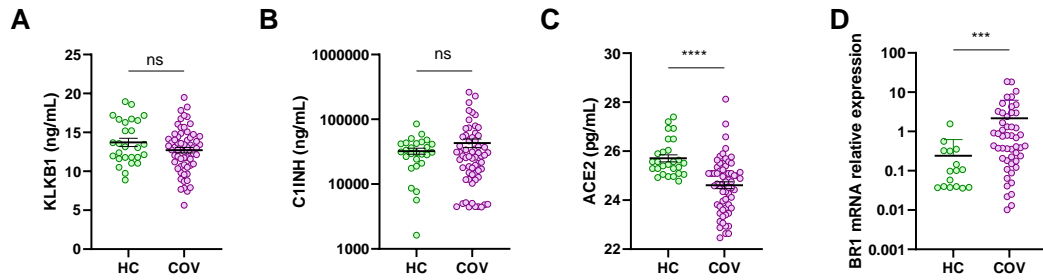 A
B
C
D
KLKB1 (ng/mL)
25
20
15
10
5
0
ns
HC
COV
C1INH (ng/mL)
1000000
100000
10000
1000
ns
HC
COV
ACE2 (pg/mL)
30
28
26
24
22
****
HC
COV
BR1 mRNA relative expression
100
10
1
0.1
0.01
0.001
***
HC
COV